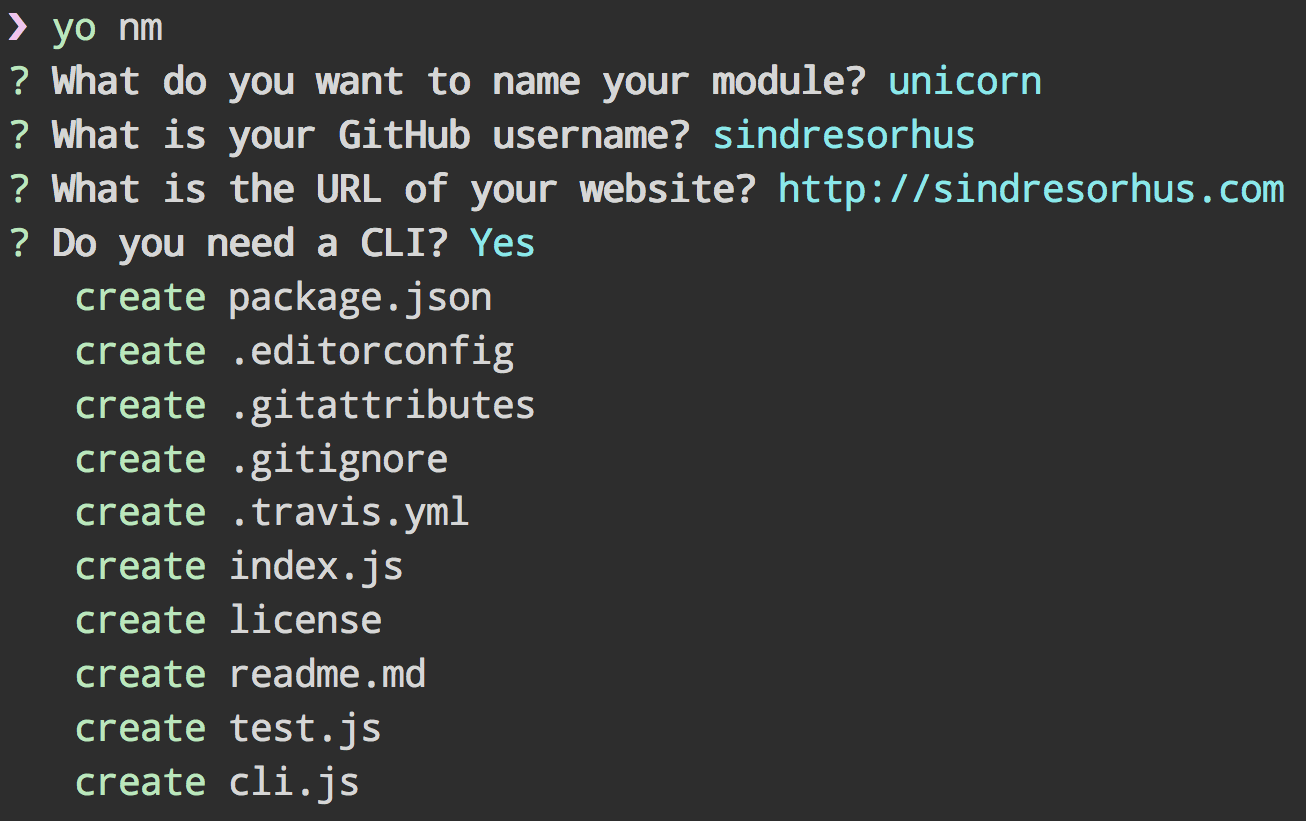 ❯ yo nm
? What do you want to name your module? unicorn
? What is your GitHub username? sindresorhus
? What is the URL of your website? http://sindresorhus.com
? Do you need a CLI? Yes
create package.json
create .editorconfig
create .gitattributes
create .gitignore
create .travis.yml
create index.js
create license
create readme.md
create test.js
create cli.js